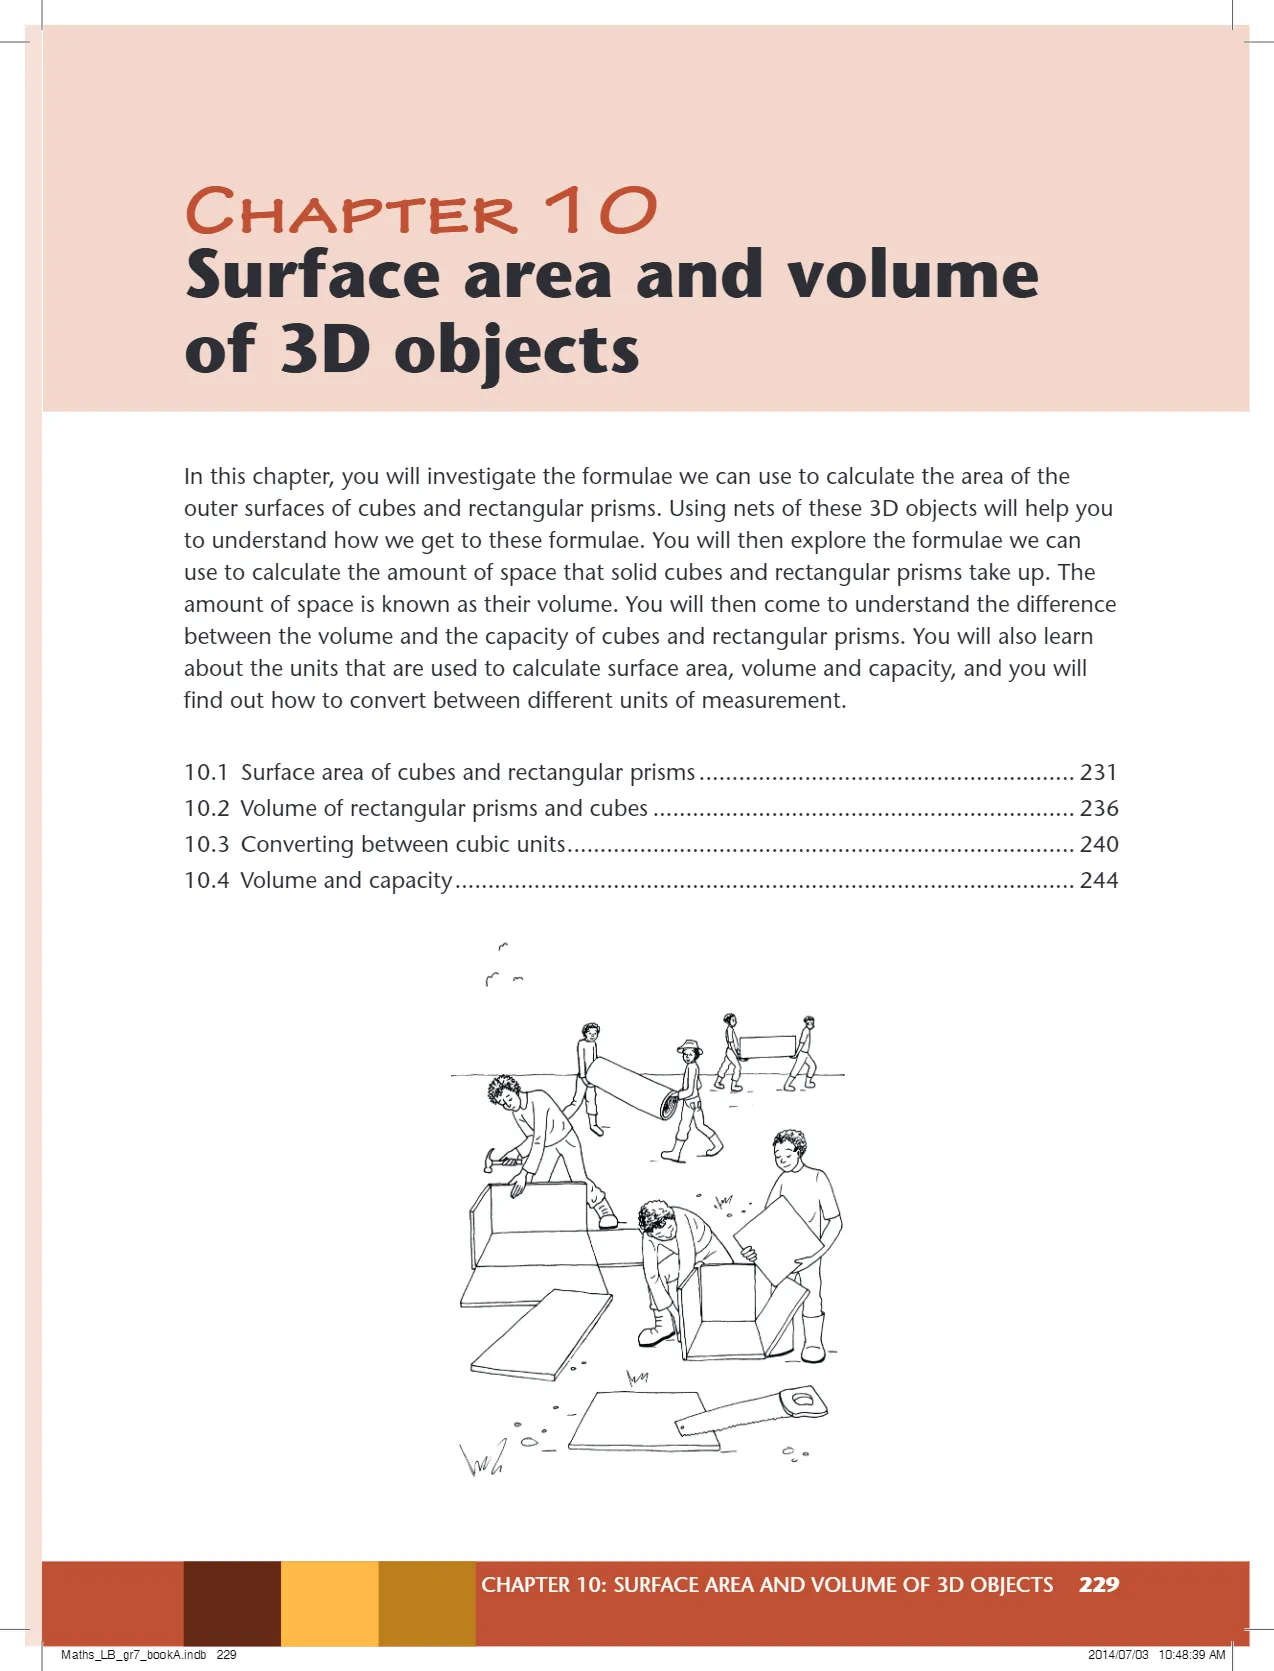 CHAPTER 10
Surface area and volume
of 3D objects
In this chapter, you will investigate the formulae we can use to calculate the area of the
outer surfaces of cubes and rectangular prisms. Using nets of these 3D objects will help you
to understand how we get to these formulae. You will then explore the formulae we can
use to calculate the amount of space that solid cubes and rectangular prisms take up. The
amount of space is known as their volume. You will then come to understand the difference
between the volume and the capacity of cubes and rectangular prisms. You will also learn
about the units that are used to calculate surface area, volume and capacity, and you will
find out how to convert between different units of measurement.
10.1 Surface area of cubes and rectangular prisms ......................................................... 231
10.2 Volume of rectangular prisms and cubes ................................................................ 236
10.3 Converting between cubic units............................................................................. 240
10.4 Volume and capacity.............................................................................................. 244
CHAPTER 10: SURFACE AREA AND VOLUME OF 3D OBJECTS 229
Maths_LB_gr7_bookA.indb 229 2014/07/03 10:48:39 AM